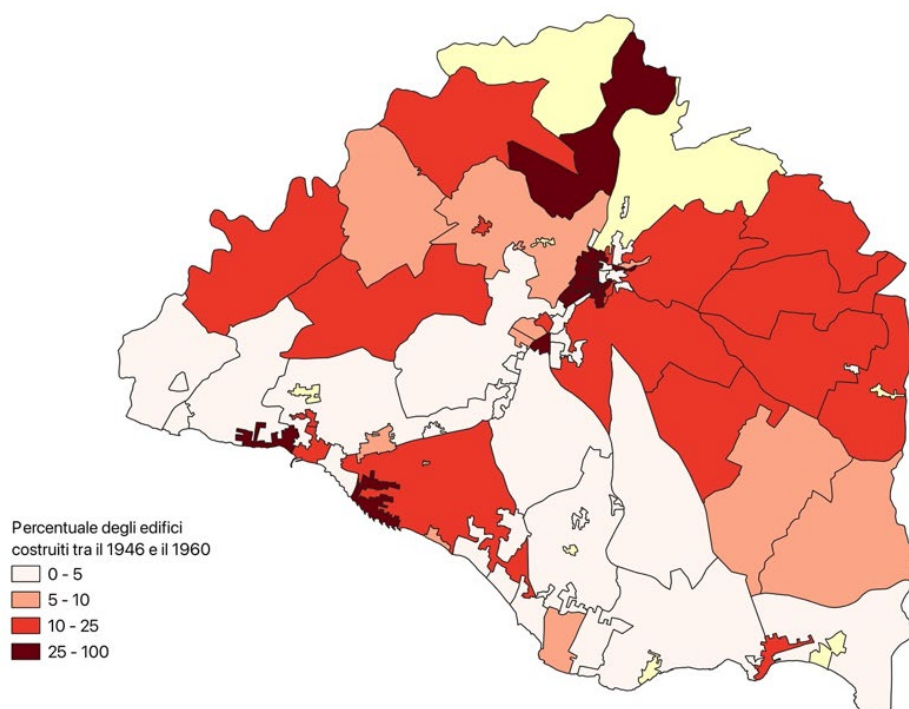 Percentuale degli edifici
costruiti tra il 1946 e il 1960
0 - 5
5 - 10
10 - 25
25 - 100